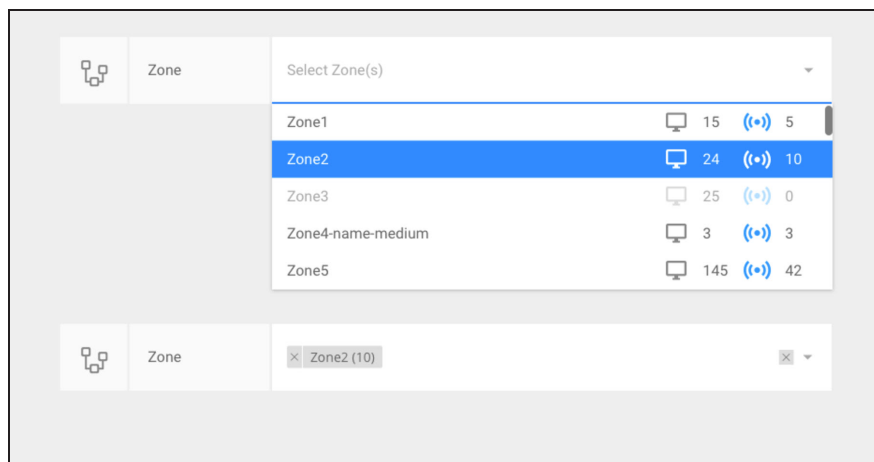 Zone Select Zone(s)
Zone1 15 5
Zone2 24 10
Zone3 25 0
Zone4-name-medium 3 3
Zone5 145 42
Zone × Zone2 (10) ×